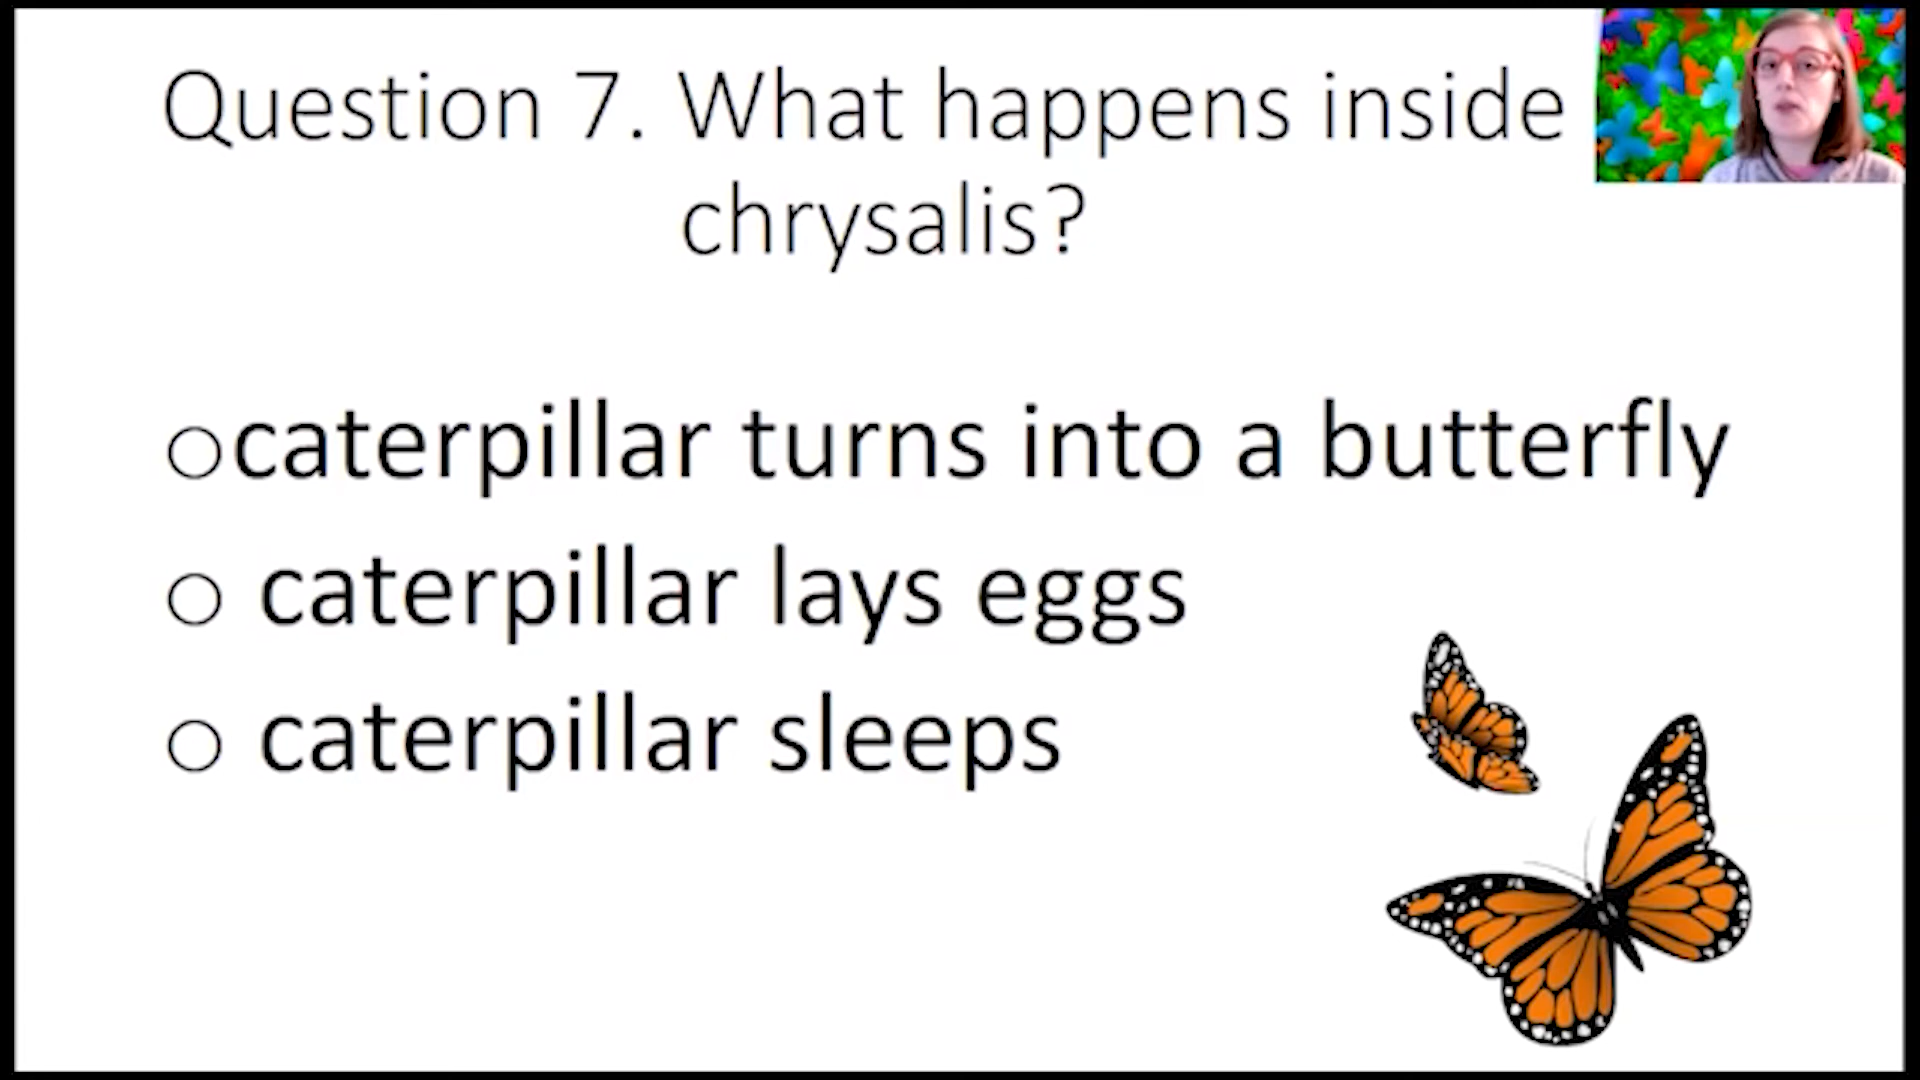 Question 7. What happens inside
chrysalis?
○caterpillar turns into a butterfly
○ caterpillar lays eggs
○ caterpillar sleeps